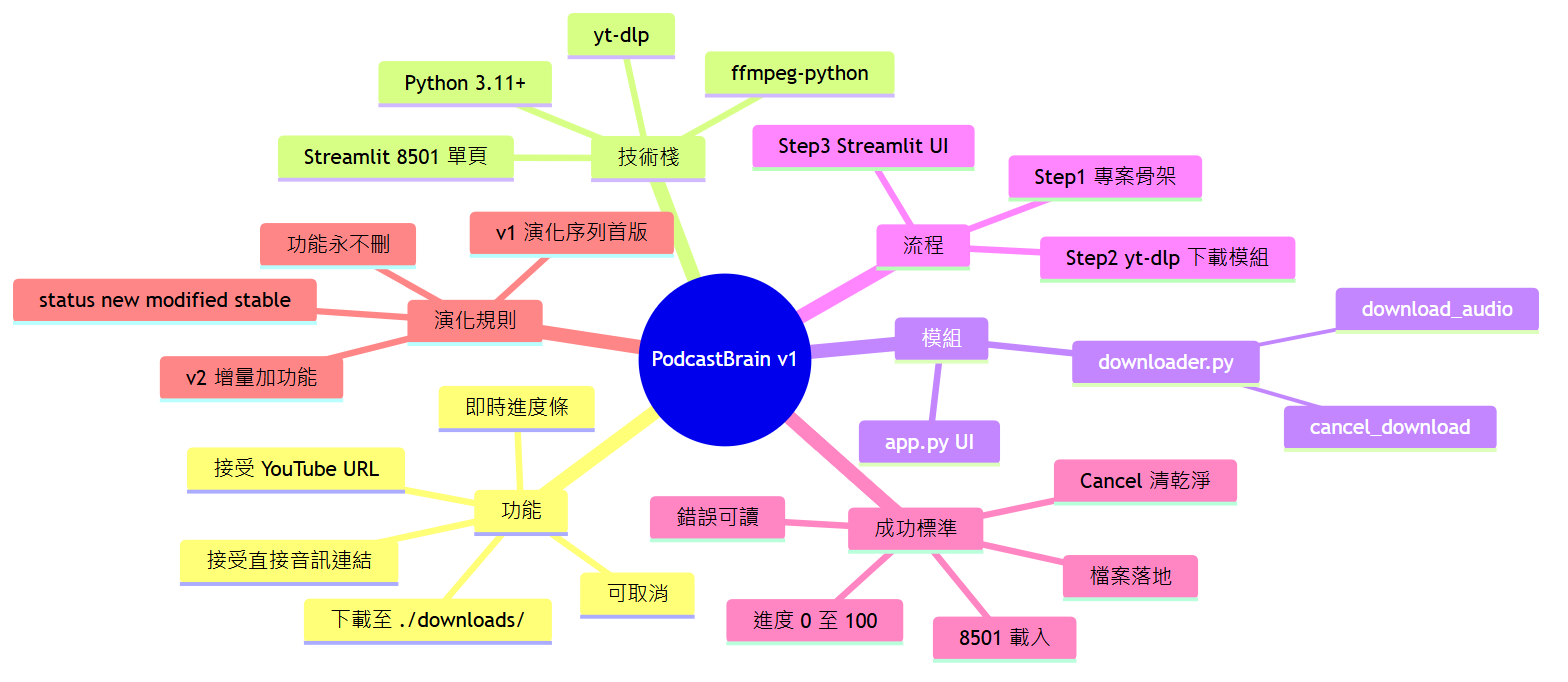 PodcastBrain v1
技術棧
yt-dlp
Python 3.11+
ffmpeg-python
Streamlit 8501 單頁
流程
Step3 Streamlit UI
Step1 專案骨架
Step2 yt-dlp 下載模組
模組
downloader.py
download_audio
cancel_download
app.py UI
成功標準
Cancel 清乾淨
錯誤可讀
檔案落地
進度 0 至 100
8501 載入
功能
即時進度條
接受 YouTube URL
接受直接音訊連結
下載至 ./downloads/
可取消
演化規則
v1 演化序列首版
功能永不刪
status new modified stable
v2 增量加功能